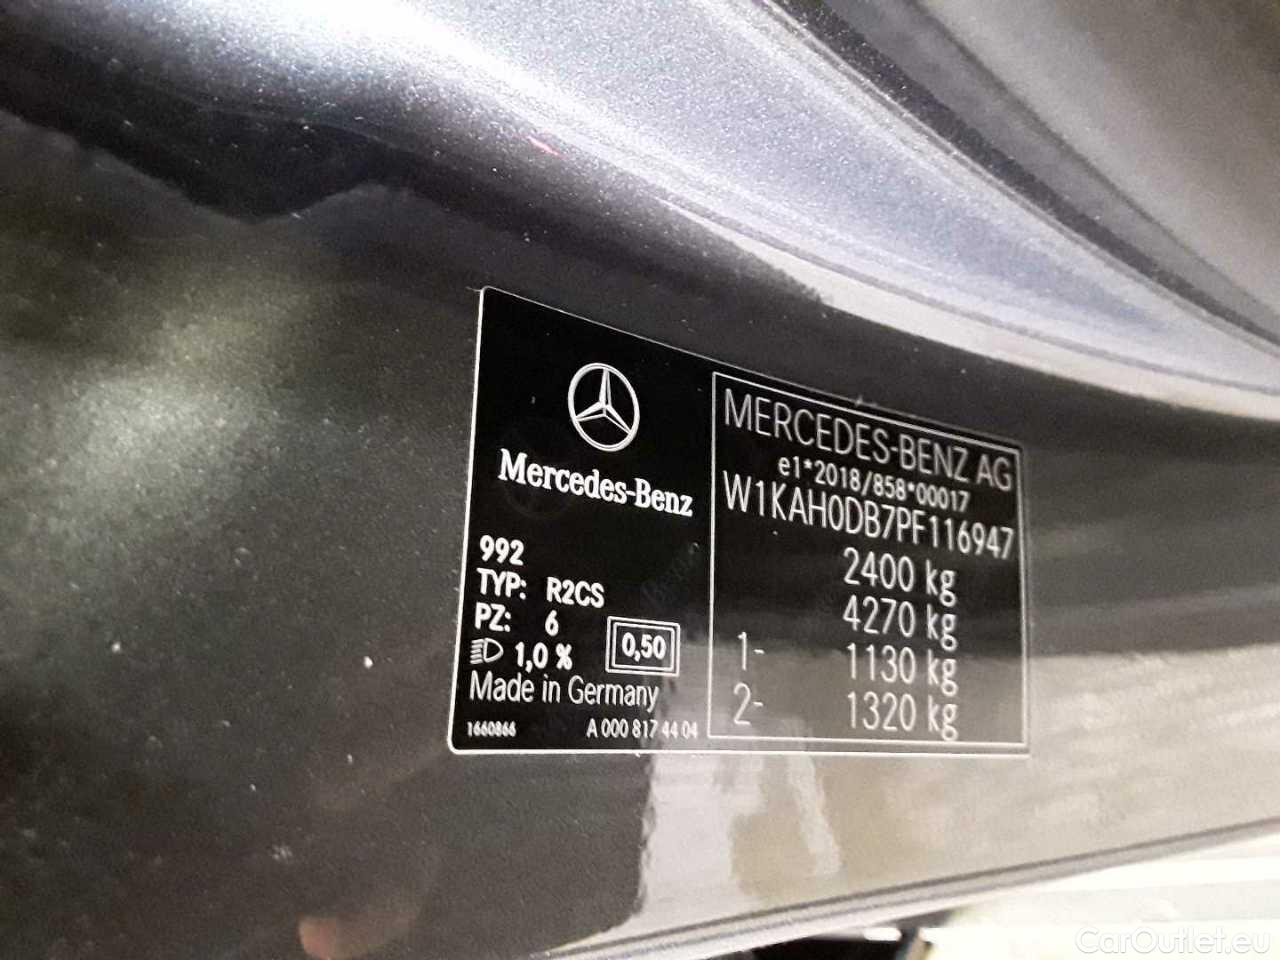 Mercedes-Benz
992
TYP: R2CS
PZ: 6
1,0 %
0,50
Made in Germany
1660866 A 000 817 44 04
MERCEDES-BENZ AG
e1*2018/858*00017
W1KAH0DB7PF116947
2400 kg
4270 kg
1- 1130 kg
2- 1320 kg
CarOutlet.eu